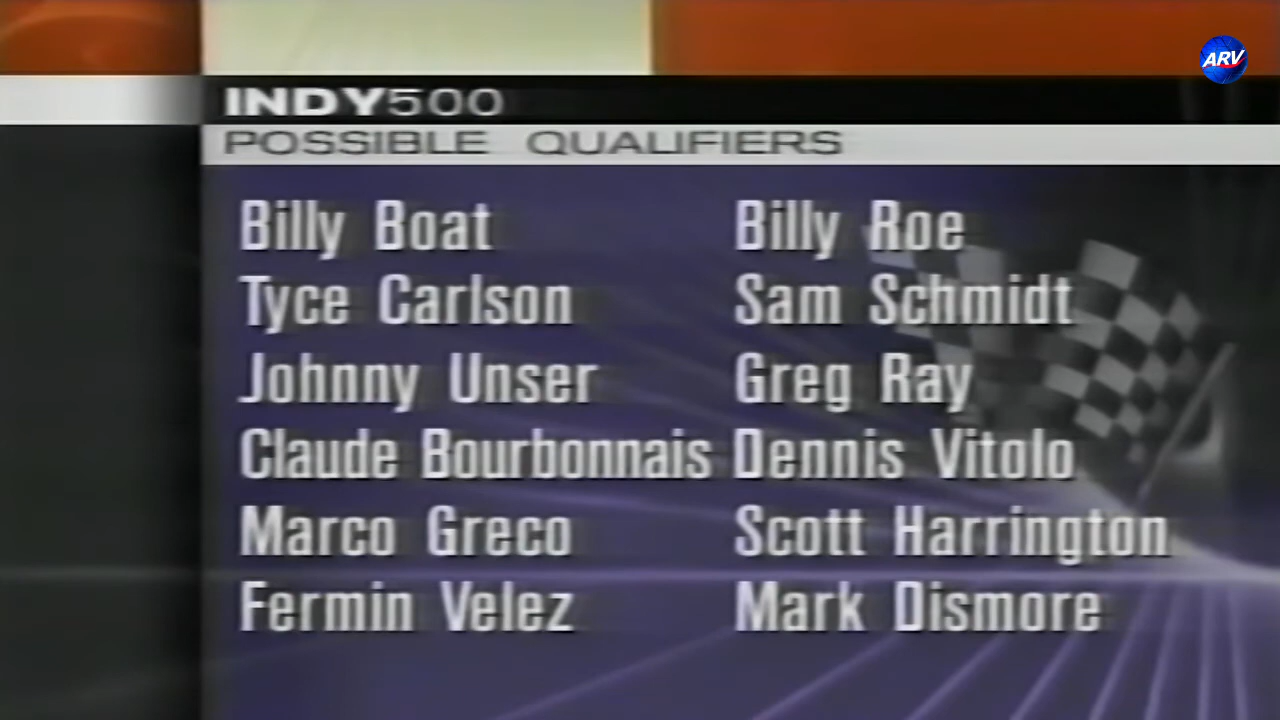 ARV
INDY500
POSSIBLE QUALIFIERS
Billy Boat
Tyce Carlson
Johnny Unser
Claude Bourbonnais
Marco Greco
Fermin Velez
Billy Roe
Sam Schmidt
Greg Ray
Dennis Vitolo
Scott Harrington
Mark Dismore